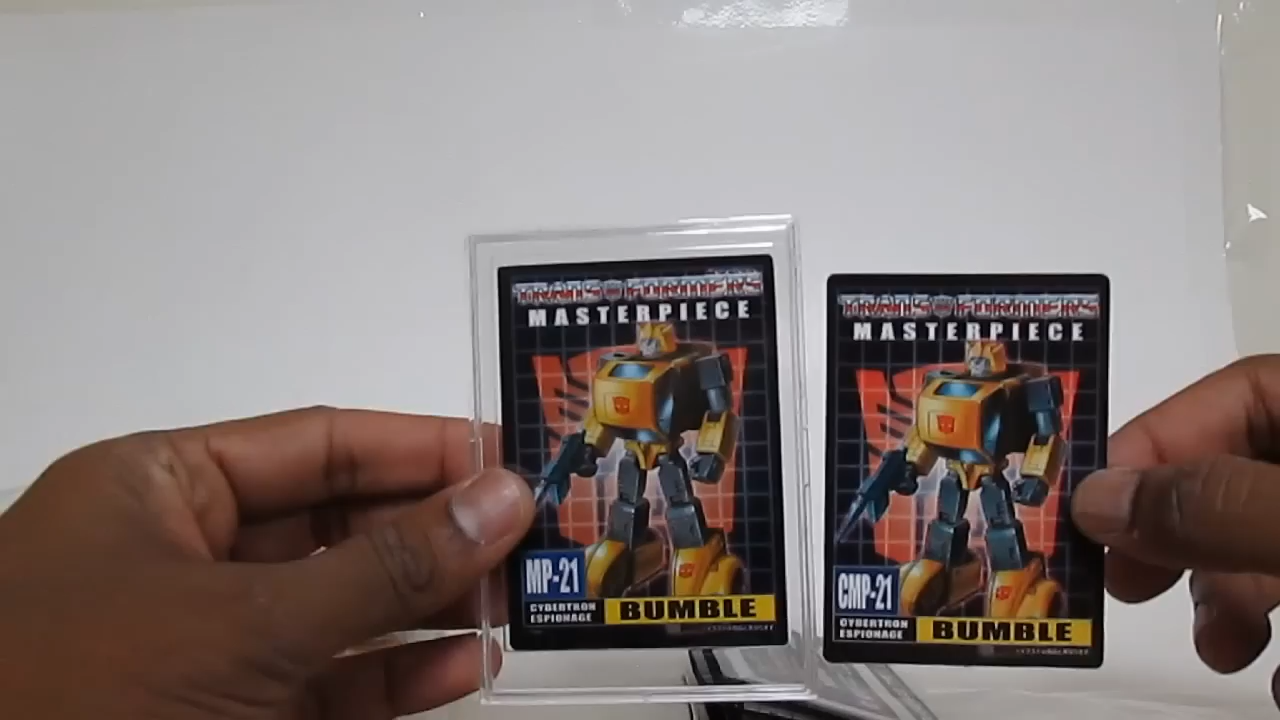 TRANSFORMERS
MASTERPIECE
MP-21
CYBERTRON
ESPIONAGE
BUMBLE
TRANSFORMERS
MASTERPIECE
CMP-21
CYBERTRON
ESPIONAGE
BUMBLE